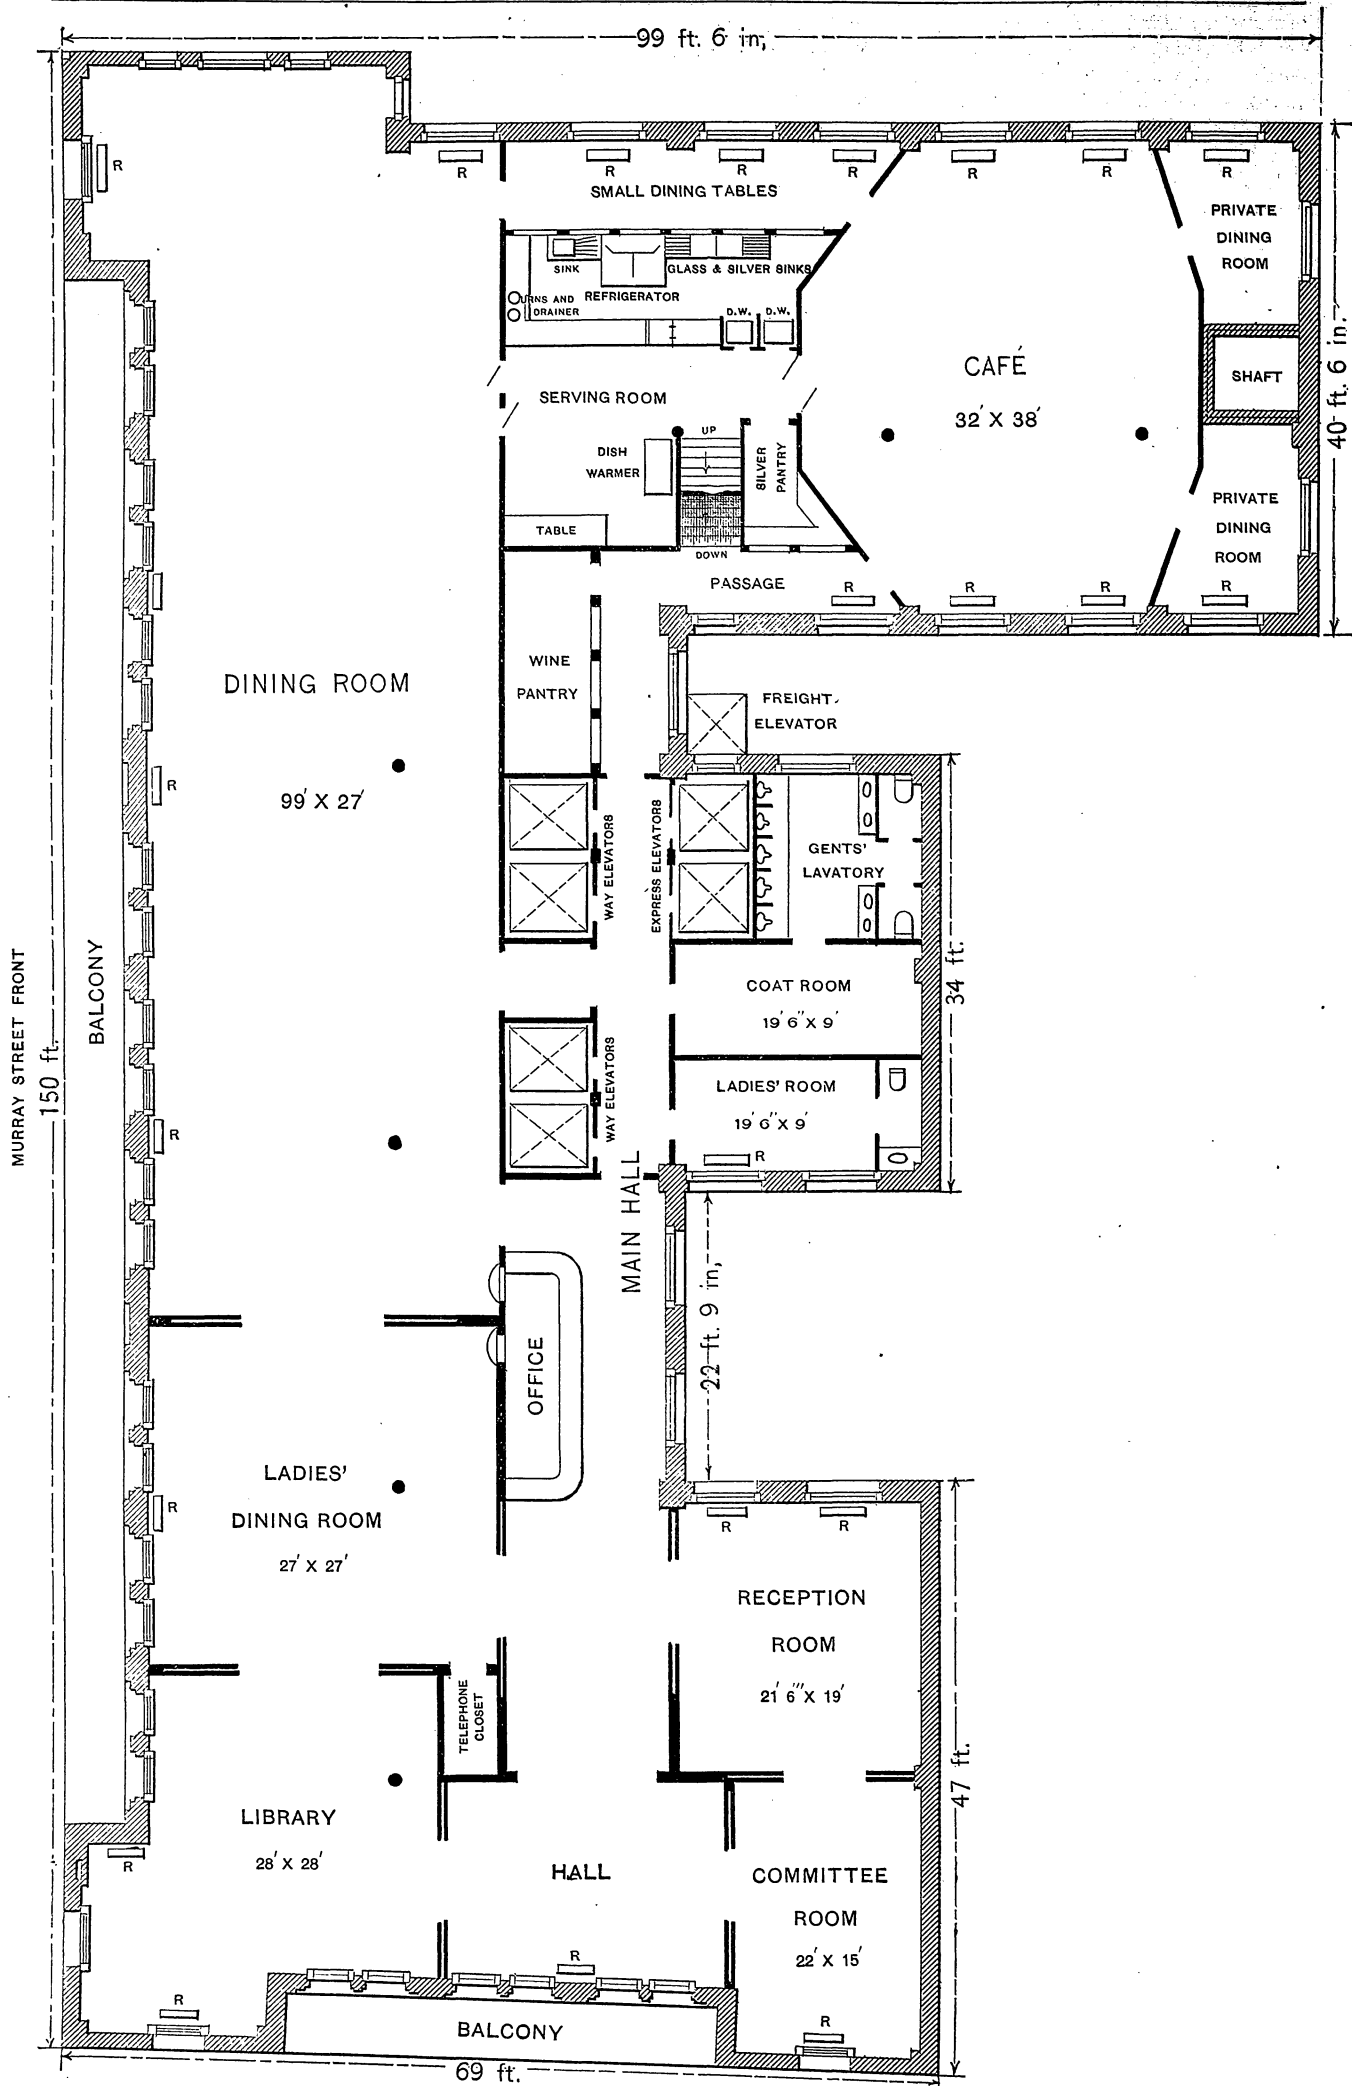 99 ft. 6 in,
R
R
R
R
R
R
R
R
SMALL DINING TABLES
PRIVATE
DINING
ROOM
SINK
GLASS & SILVER SINKS
REFRIGERATOR
URNS AND
DRAINER
D.W.
D.W.
40 ft. 6 in.
CAFÉ
32' X 38'
SHAFT
SERVING ROOM
UP
DISH
WARMER
SILVER
PANTRY
PRIVATE
DINING
ROOM
TABLE
DOWN
PASSAGE
R
R
R
R
WINE
PANTRY
DINING ROOM
99' X 27'
FREIGHT
ELEVATOR
R
WAY ELEVATORS
EXPRESS ELEVATORS
GENTS'
LAVATORY
MURRAY STREET FRONT
150 ft.
BALCONY
COAT ROOM
19' 6" X 9'
34 ft.
WAY ELEVATORS
LADIES' ROOM
19' 6" X 9'
R
R
MAIN HALL
22 ft. 9 in,
OFFICE
LADIES'
DINING ROOM
27' X 27'
R
R
R
RECEPTION
ROOM
21' 6''' X 19'
TELEPHONE
CLOSET
47 ft.
LIBRARY
28' X 28'
R
HALL
COMMITTEE
ROOM
22' X 15'
R
R
R
BALCONY
69 ft.